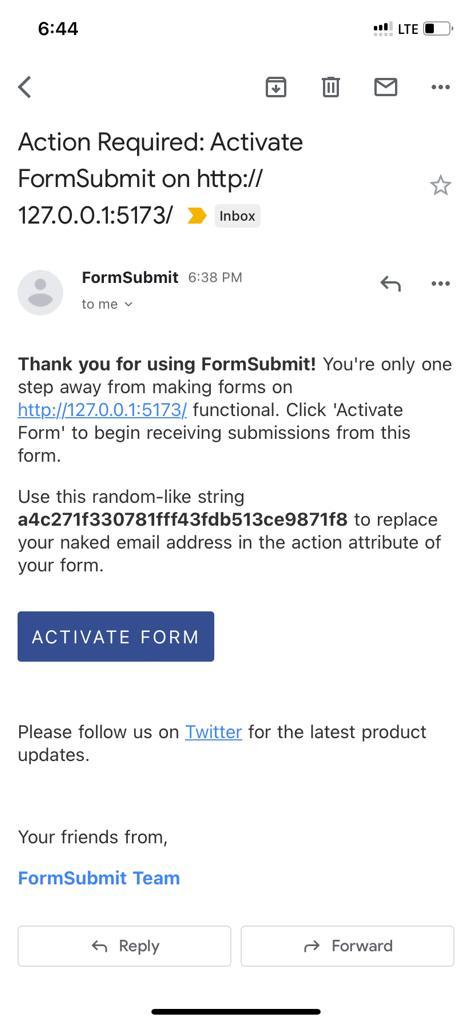 6:44
LTE
Action Required: Activate
FormSubmit on http://
127.0.0.1:5173/ Inbox
FormSubmit 6:38 PM
to me
Thank you for using FormSubmit! You're only one
step away from making forms on
http://127.0.0.1:5173/ functional. Click 'Activate
Form' to begin receiving submissions from this
form.
Use this random-like string
a4c271f330781fff43fdb513ce9871f8 to replace
your naked email address in the action attribute of
your form.
ACTIVATE FORM
Please follow us on Twitter for the latest product
updates.
Your friends from,
FormSubmit Team
Reply
Forward